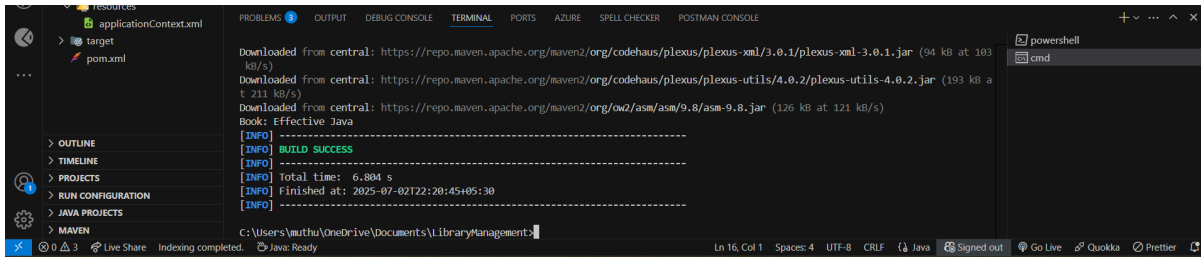 resources
applicationContext.xml
target
pom.xml
OUTLINE
TIMELINE
PROJECTS
RUN CONFIGURATION
JAVA PROJECTS
MAVEN
PROBLEMS 3 OUTPUT DEBUG CONSOLE TERMINAL PORTS AZURE SPELL CHECKER POSTMAN CONSOLE
Downloaded from central: https://repo.maven.apache.org/maven2/org/codehaus/plexus/plexus-xml/3.0.1/plexus-xml-3.0.1.jar (94 kB at 103
kB/s)
Downloaded from central: https://repo.maven.apache.org/maven2/org/codehaus/plexus/plexus-utils/4.0.2/plexus-utils-4.0.2.jar (193 kB a
t 211 kB/s)
Downloaded from central: https://repo.maven.apache.org/maven2/org/ow2/asm/asm/9.8/asm-9.8.jar (126 kB at 121 kB/s)
Book: Effective Java
[INFO] ------------------------------------------------------------------------
[INFO] BUILD SUCCESS
[INFO] ------------------------------------------------------------------------
[INFO] Total time:  6.804 s
[INFO] Finished at: 2025-07-02T22:20:45+05:30
[INFO] ------------------------------------------------------------------------
C:\Users\muthu\OneDrive\Documents\LibraryManagement>
powershell
cmd
1
0 3 Live Share Indexing completed. Java: Ready Ln 16, Col 1 Spaces: 4 UTF-8 CRLF Java Signed out Go Live Quokka Prettier